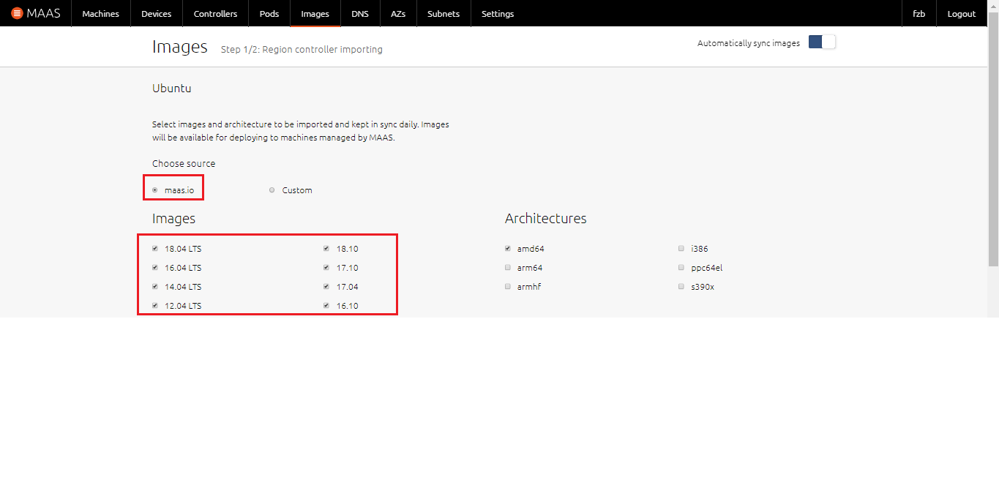 MAAS Machines Devices Controllers Pods Images DNS AZs Subnets Settings fzb Logout
Images Step 1/2: Region controller importing Automatically sync images
Ubuntu
Select images and architecture to be imported and kept in sync daily. Images
will be available for deploying to machines managed by MAAS.
Choose source
maas.io Custom
Images Architectures
18.04 LTS 18.10 amd64 i386
16.04 LTS 17.10 arm64 ppc64el
14.04 LTS 17.04 armhf s390x
12.04 LTS 16.10